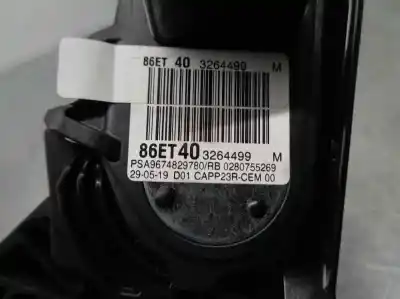 86ET 40 3264499 M
86ET40 3264499 M
PSA9674829780/RB 0280755269
29-05-19 D01 CAPP23R-CEM 00